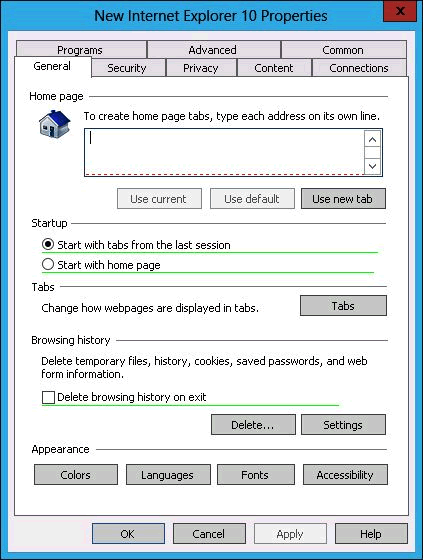 New Internet Explorer 10 Properties
x
Programs Advanced Common
General Security Privacy Content Connections
Home page
To create home page tabs, type each address on its own line.
Use current Use default Use new tab
Startup
Start with tabs from the last session
Start with home page
Tabs
Change how webpages are displayed in tabs. Tabs
Browsing history
Delete temporary files, history, cookies, saved passwords, and web
form information.
Delete browsing history on exit
Delete... Settings
Appearance
Colors Languages Fonts Accessibility
OK Cancel Apply Help